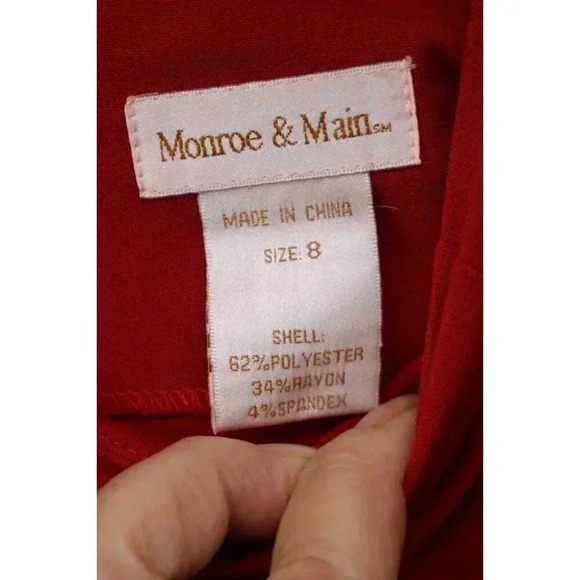 Monroe & Main SM
MADE IN CHINA
SIZE: 8
SHELL:
62%POLYESTER
34%RAYON
4%SPANDEX